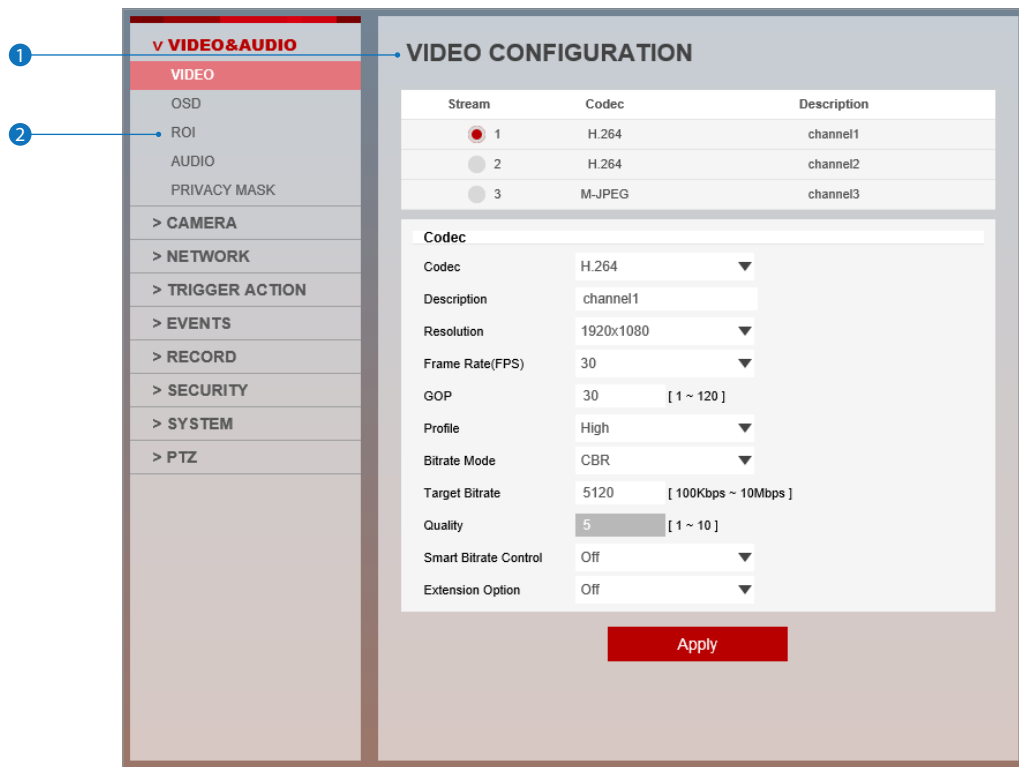 1
2
v VIDEO&AUDIO
VIDEO
OSD
ROI
AUDIO
PRIVACY MASK
> CAMERA
> NETWORK
> TRIGGER ACTION
> EVENTS
> RECORD
> SECURITY
> SYSTEM
> PTZ
VIDEO CONFIGURATION
Stream Codec Description
1 H.264 channel1
2 H.264 channel2
3 M-JPEG channel3
Codec
Codec H.264
Description channel1
Resolution 1920x1080
Frame Rate(FPS) 30
GOP 30 [ 1 ~ 120 ]
Profile High
Bitrate Mode CBR
Target Bitrate 5120 [ 100Kbps ~ 10Mbps ]
Quality 5 [ 1 ~ 10 ]
Smart Bitrate Control Off
Extension Option Off
Apply